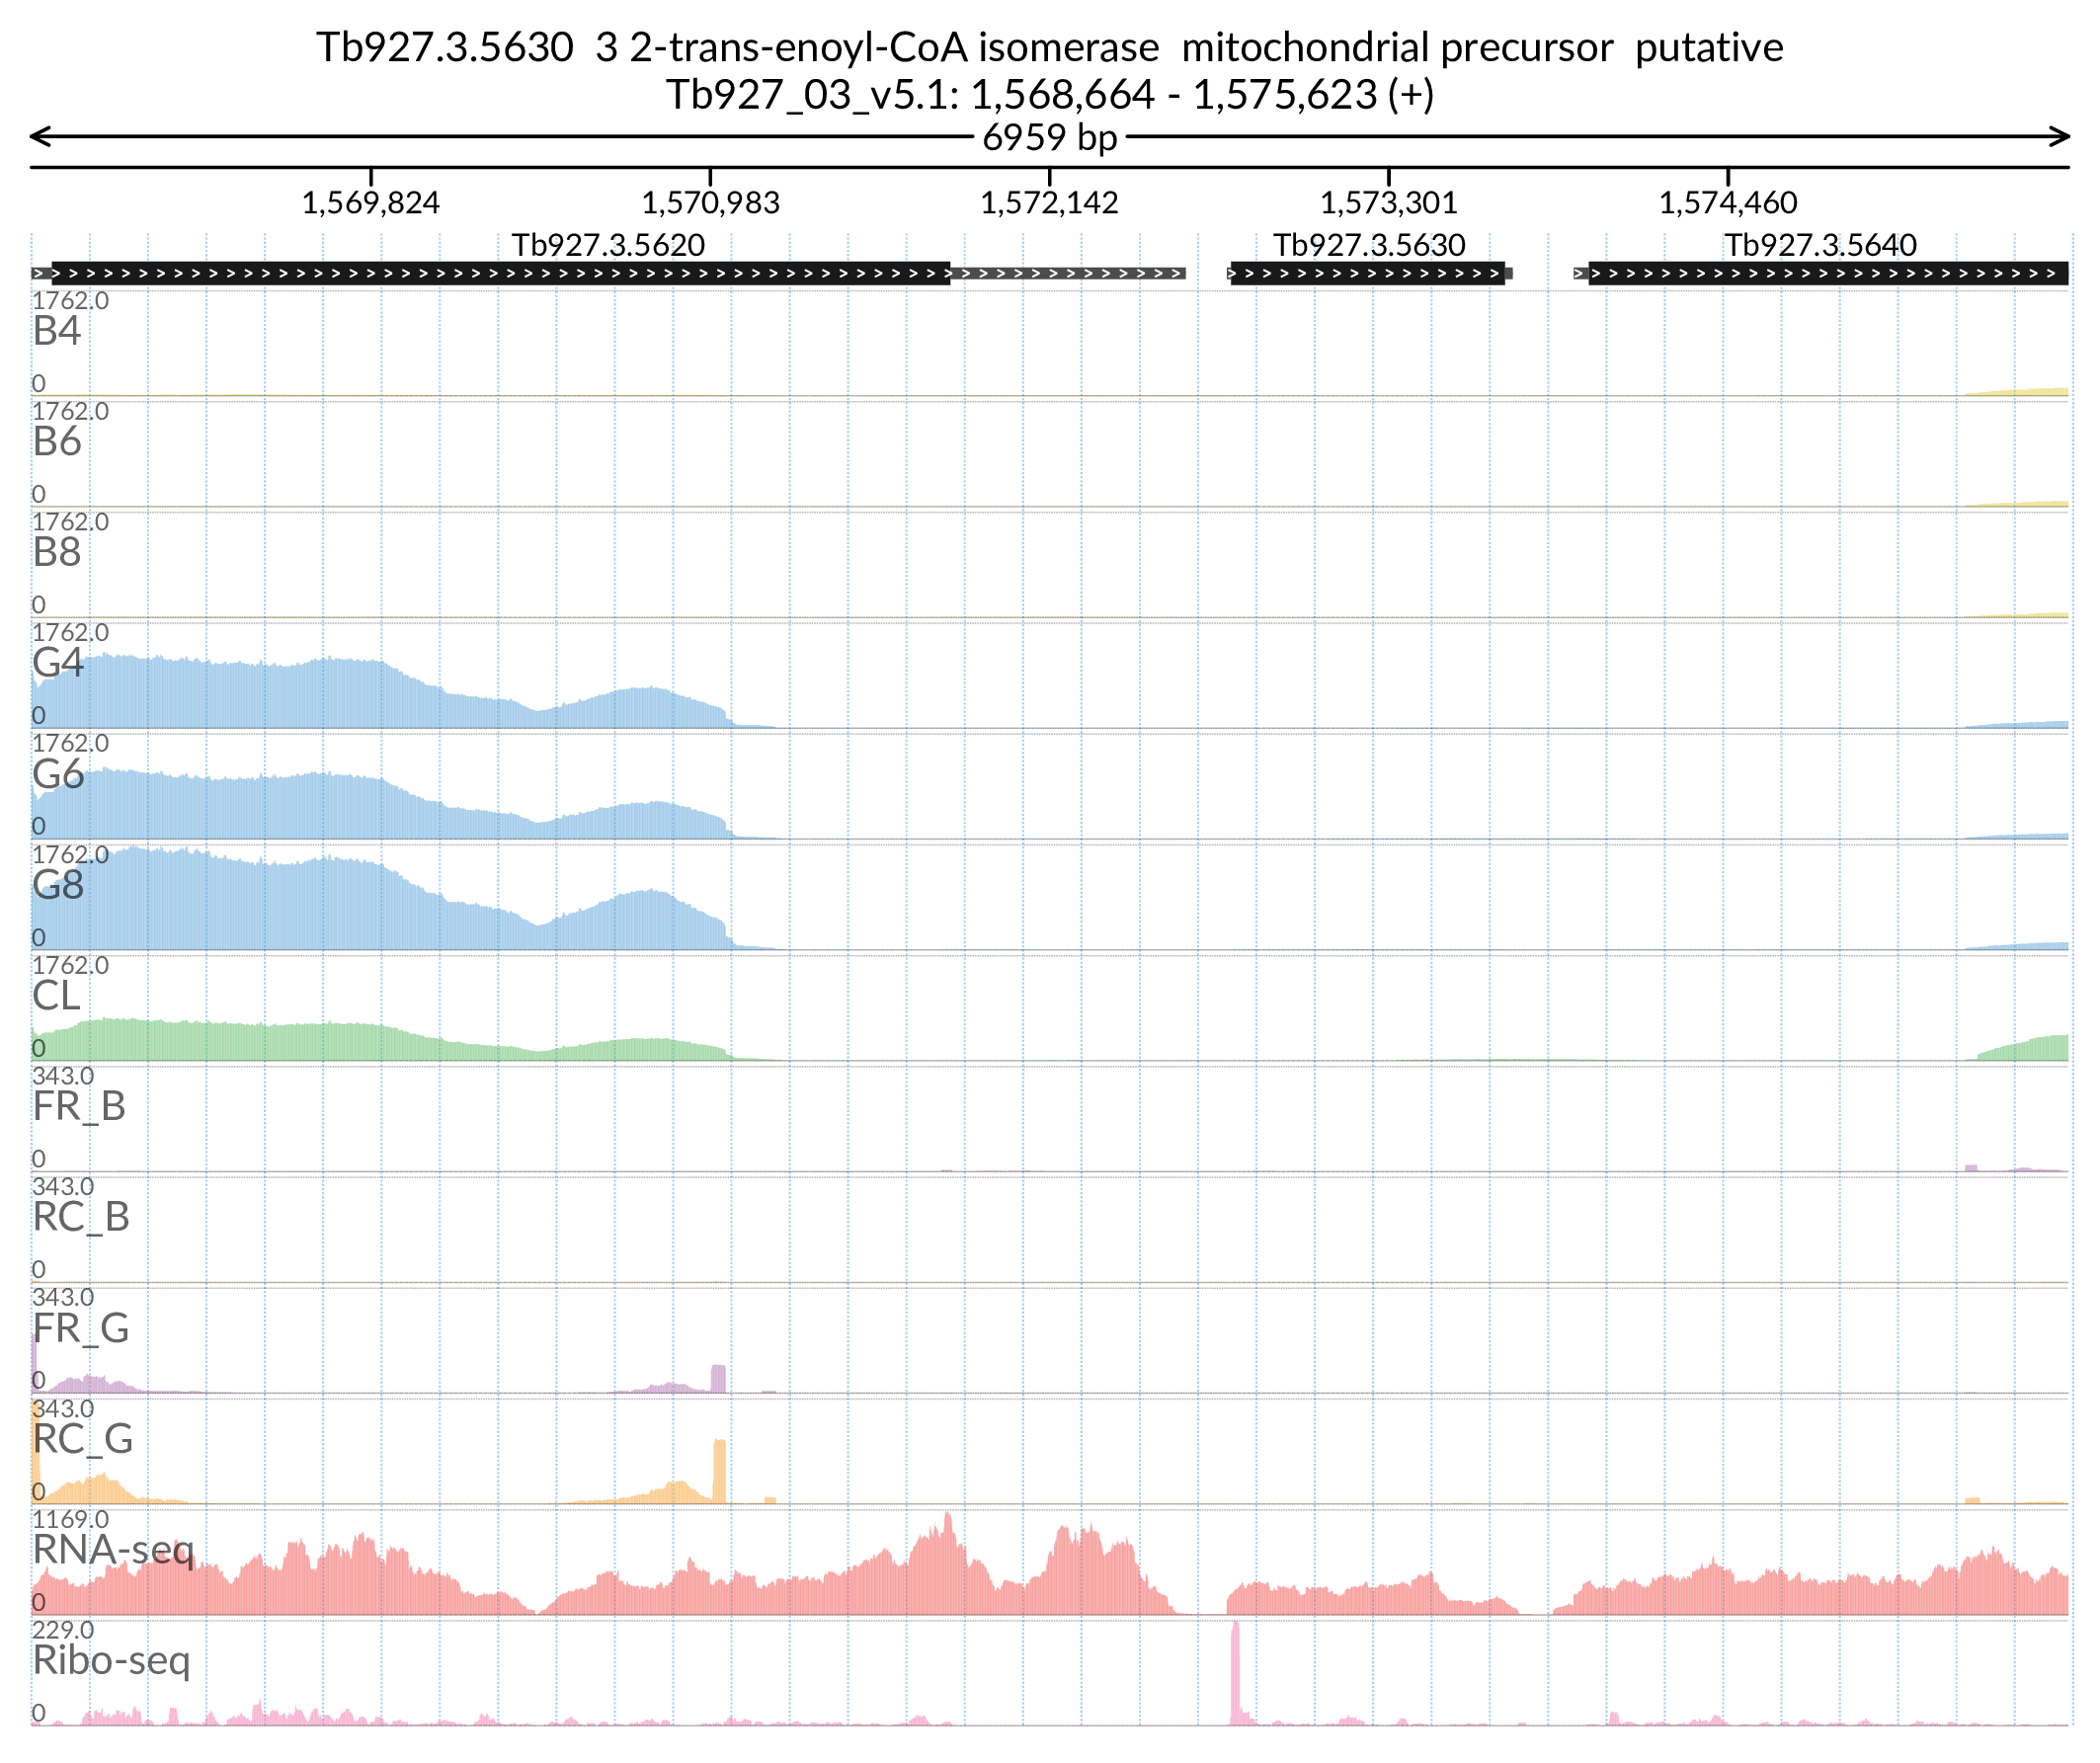 Tb927.3.5630  3 2-trans-enoyl-CoA isomerase  mitochondrial precursor  putative
Tb927_03_v5.1: 1,568,664 - 1,575,623 (+)
6959 bp
1,569,824 1,570,983 1,572,142 1,573,301 1,574,460
Tb927.3.5620 Tb927.3.5630 Tb927.3.5640
1762.0
B4
0
1762.0
B6
0
1762.0
B8
0
1762.0
G4
0
1762.0
G6
0
1762.0
G8
0
1762.0
CL
0
343.0
FR_B
0
343.0
RC_B
0
343.0
FR_G
0
343.0
RC_G
0
1169.0
RNA-seq
0
229.0
Ribo-seq
0